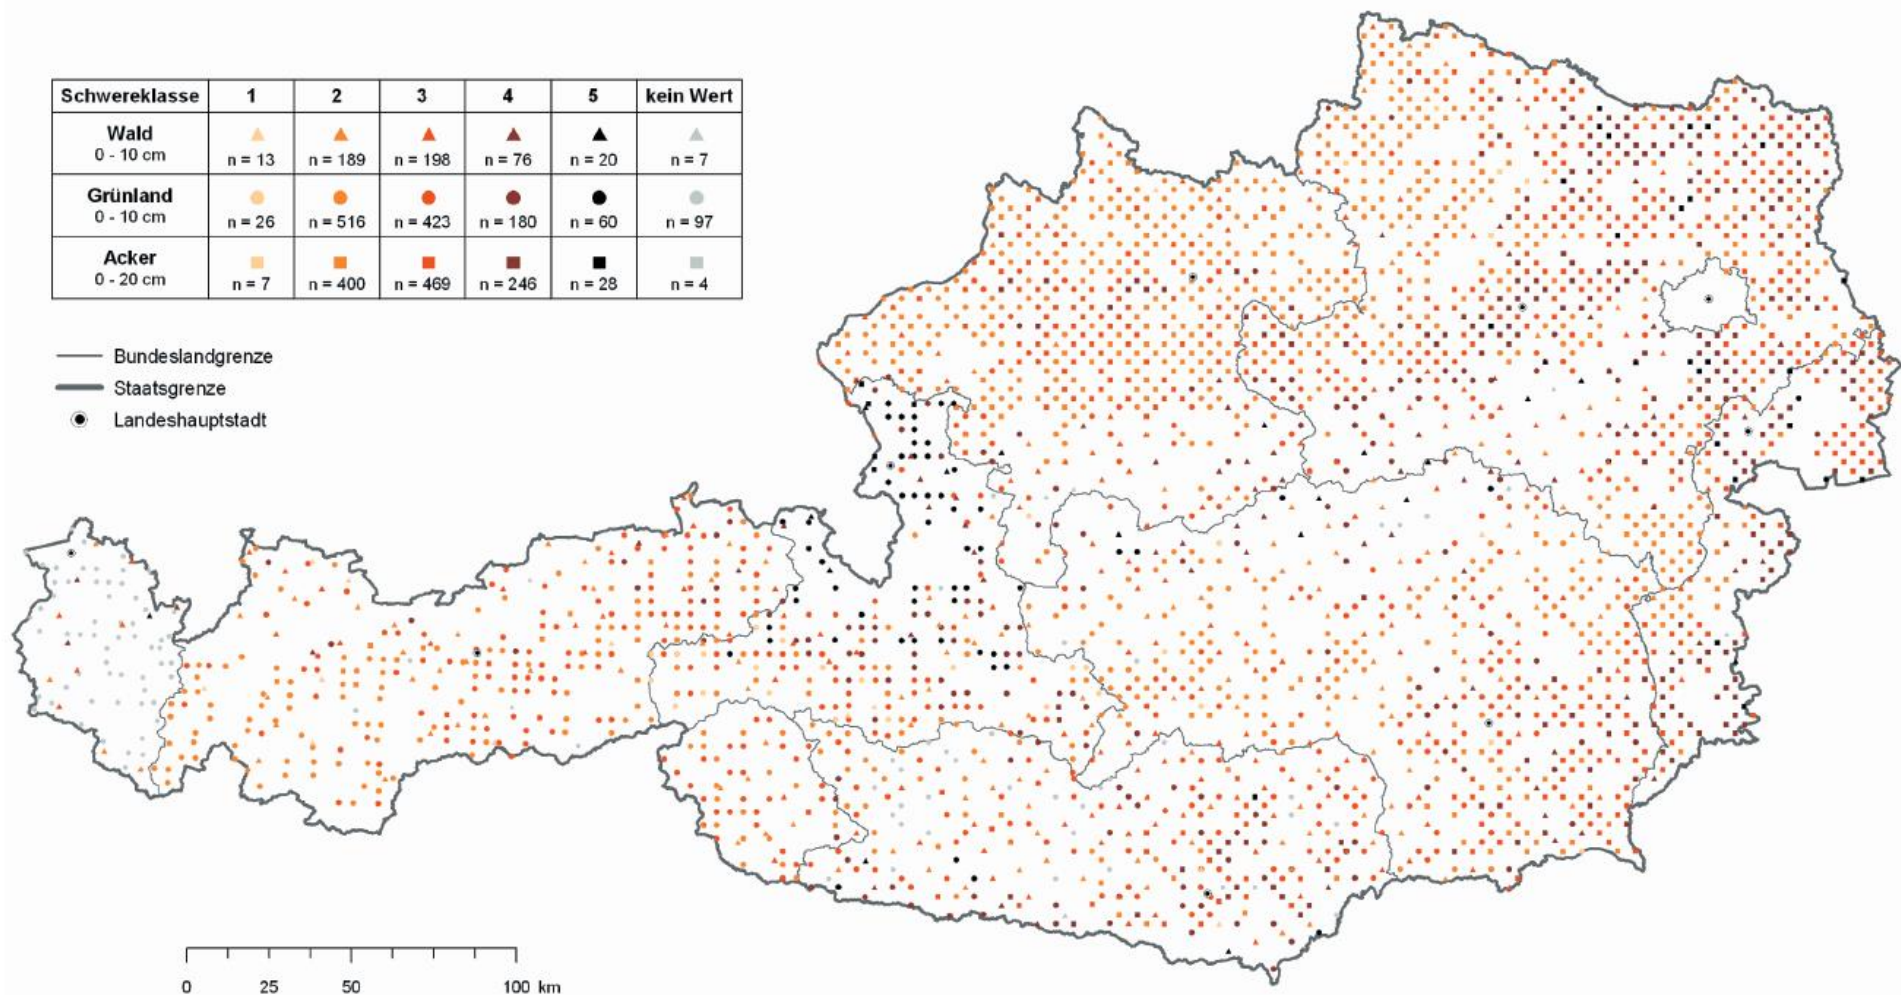 Schwereklasse 1 2 3 4 5 kein Wert
Wald
0 - 10 cm
n = 13 n = 189 n = 198 n = 76 n = 20 n = 7
Grünland
0 - 10 cm
n = 26 n = 516 n = 423 n = 180 n = 60 n = 97
Acker
0 - 20 cm
n = 7 n = 400 n = 469 n = 246 n = 28 n = 4
Bundeslandgrenze
Staatsgrenze
Landeshauptstadt
0 25 50 100 km